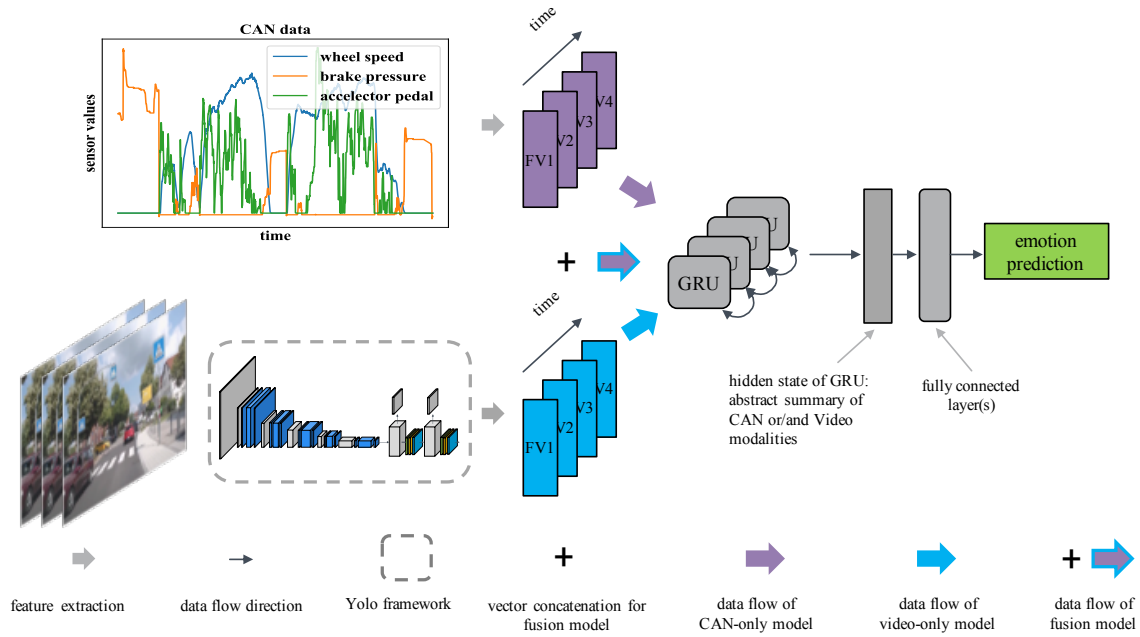 CAN data
wheel speed
brake pressure
accelector pedal
sensor values
time
time
FV1
V2
V3
V4
time
FV1
V2
V3
V4
+
GRU
U
U
U
emotion
prediction
hidden state of GRU:
abstract summary of
CAN or/and Video
modalities
fully connected
layer(s)
+
+
feature extraction
data flow direction
Yolo framework
vector concatenation for
fusion model
data flow of
CAN-only model
data flow of
video-only model
data flow of
fusion model